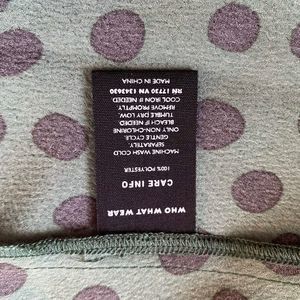 WHO WHAT WEAR
CARE INFO
100% POLYESTER
MACHINE WASH COLD
SEPARATELY.
GENTLE CYCLE.
ONLY NON-CHLORINE
BLEACH IF NEEDED.
TUMBLE DRY LOW.
REMOVE PROMPTLY.
COOL IRON IF NEEDED.
RN 17730 VN 1343630
MADE IN CHINA